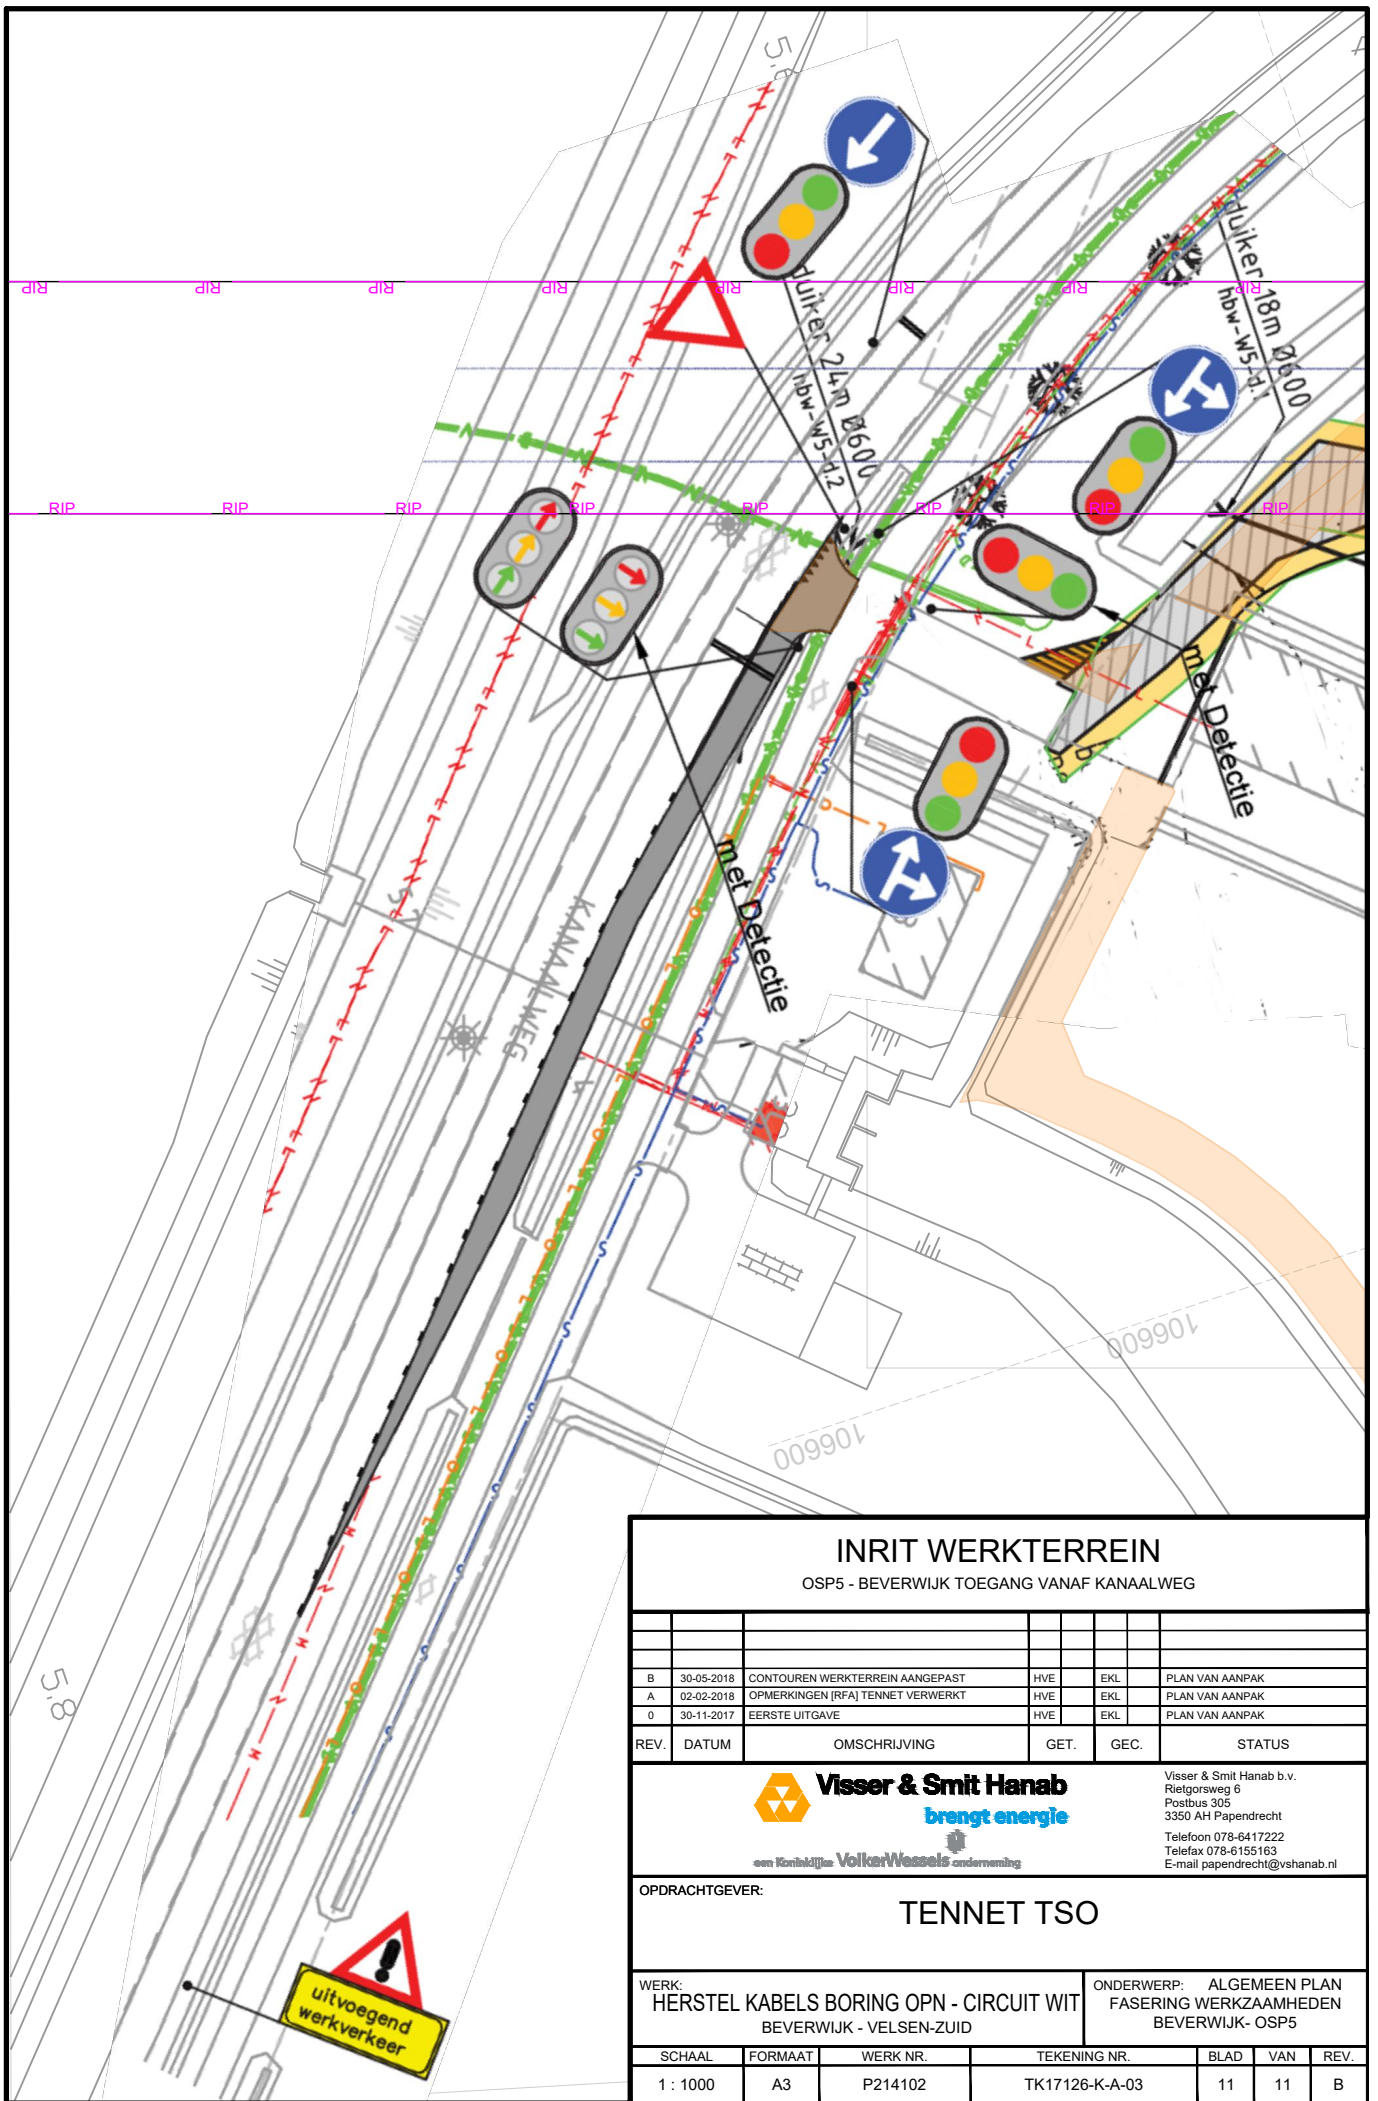 5.6
duiker 24m Ø600
hbw-W5-d.2
duiker 18m Ø600
hbw-W5-d.1
RIP RIP RIP RIP RIP RIP RIP RIP
RIP RIP RIP RIP RIP RIP RIP RIP
met Detectie
met Detectie
KANAALWEG
106600
106600
5.8
uitvoegend
werkverkeer
INRIT WERKTERREIN
OSP5 - BEVERWIJK TOEGANG VANAF KANAALWEG
B 30-05-2018 CONTOUREN WERKTERREIN AANGEPAST HVE EKL PLAN VAN AANPAK
A 02-02-2018 OPMERKINGEN [RFA] TENNET VERWERKT HVE EKL PLAN VAN AANPAK
0 30-11-2017 EERSTE UITGAVE HVE EKL PLAN VAN AANPAK
REV. DATUM OMSCHRIJVING GET. GEC. STATUS
Visser & Smit Hanab
brengt energie
een Koninklijke VolkerWessels onderneming
Visser & Smit Hanab b.v.
Rietgorsweg 6
Postbus 305
3350 AH Papendrecht
Telefoon 078-6417222
Telefax 078-6155163
E-mail papendrecht@vshanab.nl
OPDRACHTGEVER:
TENNET TSO
WERK:
HERSTEL KABELS BORING OPN - CIRCUIT WIT
BEVERWIJK - VELSEN-ZUID
ONDERWERP: ALGEMEEN PLAN
FASERING WERKZAAMHEDEN
BEVERWIJK- OSP5
SCHAAL FORMAAT WERK NR. TEKENING NR. BLAD VAN REV.
1 : 1000 A3 P214102 TK17126-K-A-03 11 11 B